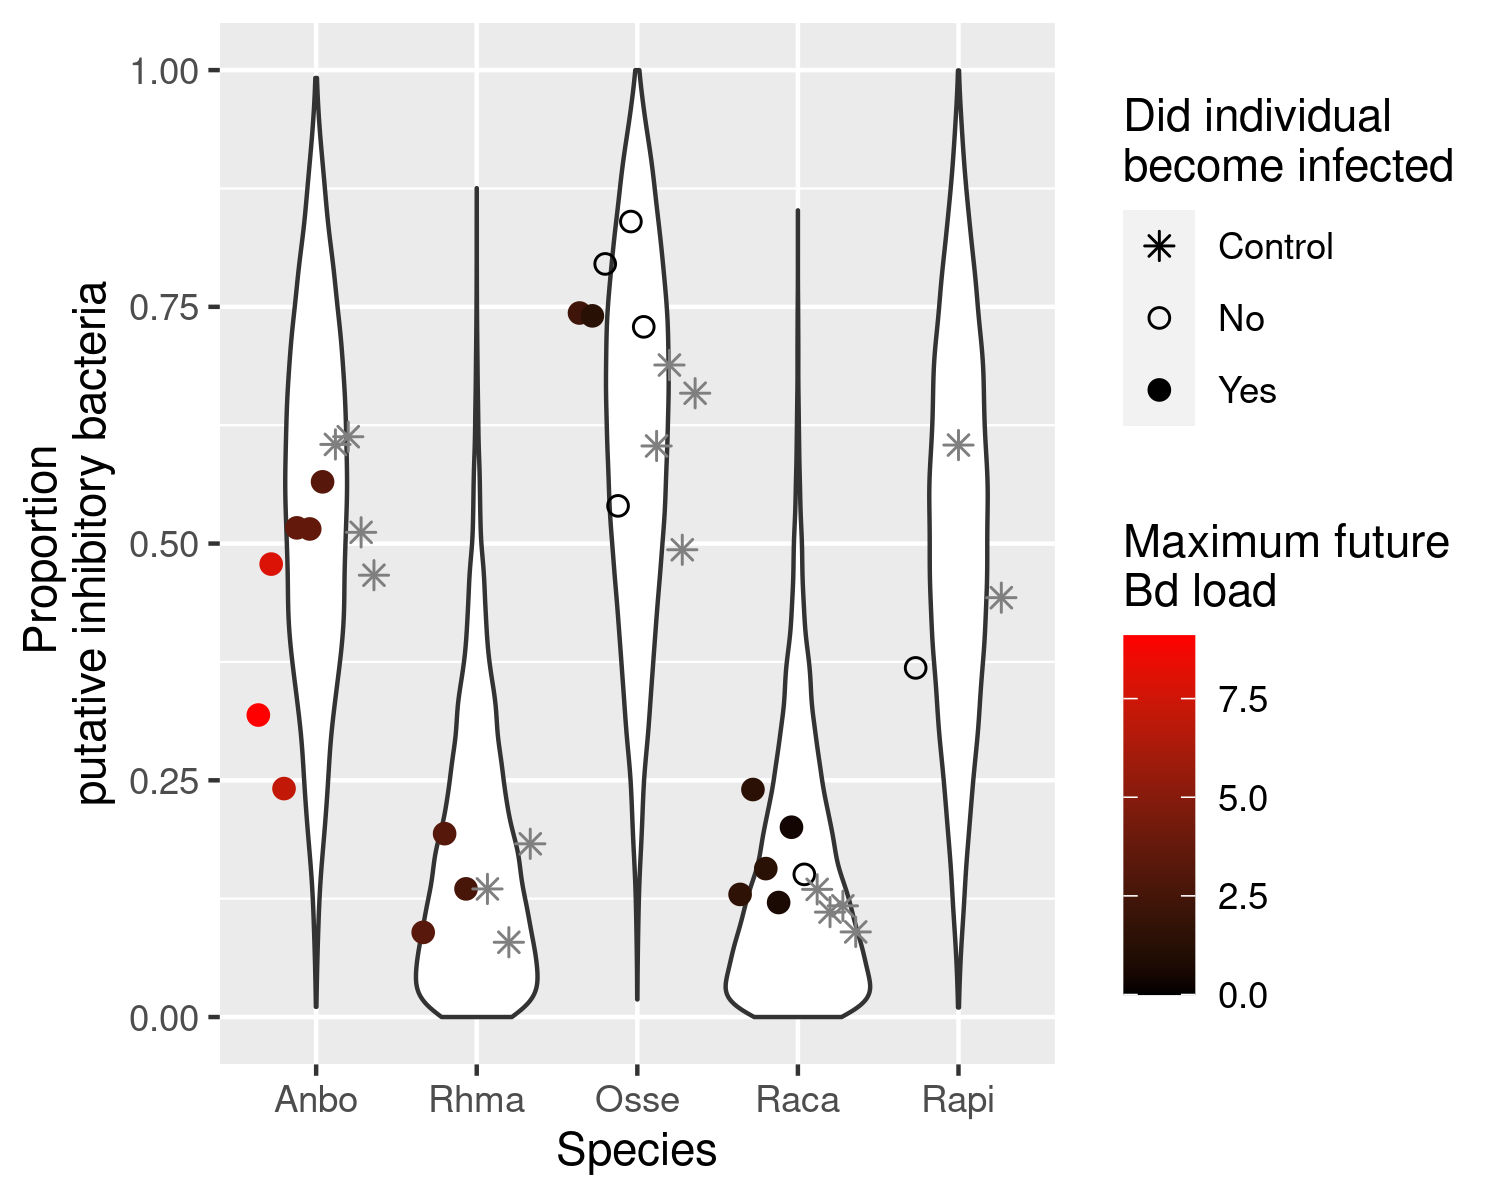 Proportion
putative inhibitory bacteria
1.00
0.75
0.50
0.25
0.00
Anbo
Rhma
Osse
Raca
Rapi
Species
Did individual
become infected
Control
No
Yes
Maximum future
Bd load
7.5
5.0
2.5
0.0